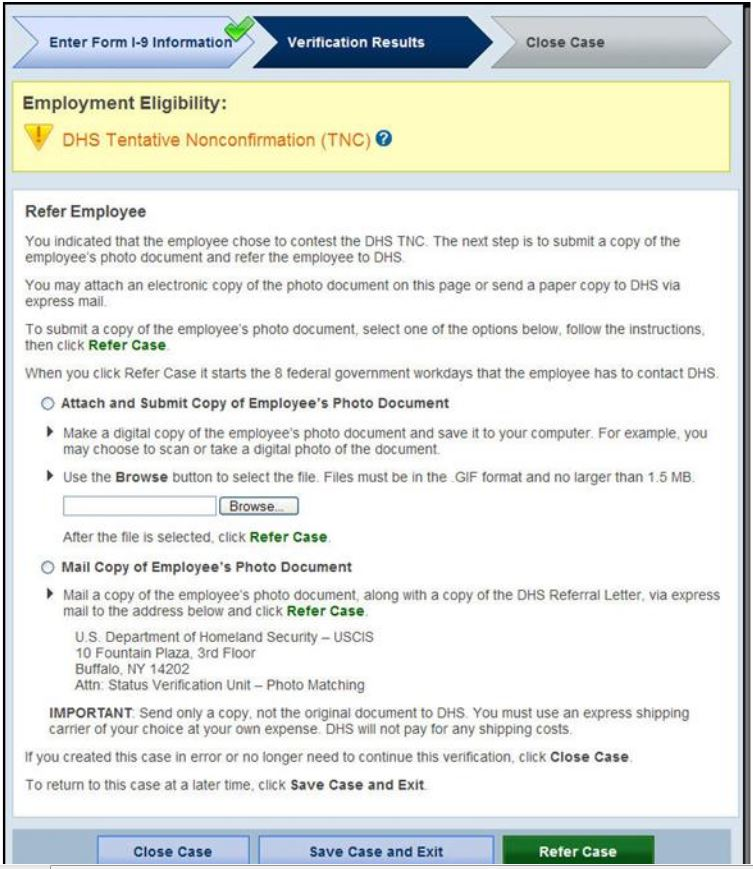 Enter Form I-9 Information
Verification Results
Close Case
Employment Eligibility:
DHS Tentative Nonconfirmation (TNC) ?
Refer Employee
You indicated that the employee chose to contest the DHS TNC. The next step is to submit a copy of the
employee's photo document and refer the employee to DHS.
You may attach an electronic copy of the photo document on this page or send a paper copy to DHS via
express mail.
To submit a copy of the employee's photo document, select one of the options below, follow the instructions,
then click Refer Case.
When you click Refer Case it starts the 8 federal government workdays that the employee has to contact DHS.
Attach and Submit Copy of Employee's Photo Document
Make a digital copy of the employee's photo document and save it to your computer. For example, you
may choose to scan or take a digital photo of the document.
Use the Browse button to select the file. Files must be in the .GIF format and no larger than 1.5 MB.
Browse...
After the file is selected, click Refer Case.
Mail Copy of Employee's Photo Document
Mail a copy of the employee's photo document, along with a copy of the DHS Referral Letter, via express
mail to the address below and click Refer Case.
U.S. Department of Homeland Security – USCIS
10 Fountain Plaza, 3rd Floor
Buffalo, NY 14202
Attn: Status Verification Unit – Photo Matching
IMPORTANT: Send only a copy, not the original document to DHS. You must use an express shipping
carrier of your choice at your own expense. DHS will not pay for any shipping costs.
If you created this case in error or no longer need to continue this verification, click Close Case.
To return to this case at a later time, click Save Case and Exit.
Close Case
Save Case and Exit
Refer Case